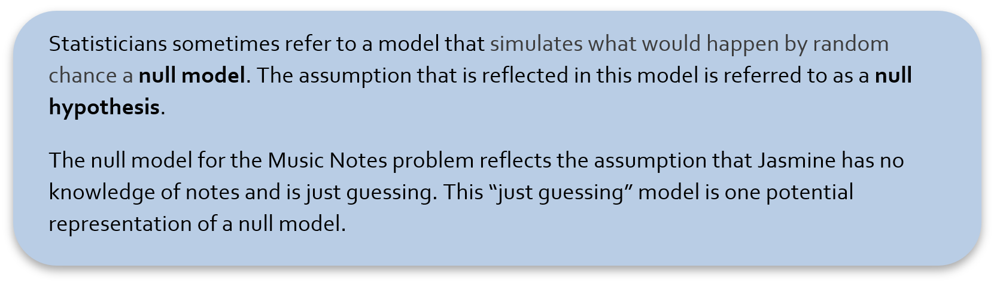 Statisticians sometimes refer to a model that simulates what would happen by random
chance a null model. The assumption that is reflected in this model is referred to as a null
hypothesis.
The null model for the Music Notes problem reflects the assumption that Jasmine has no
knowledge of notes and is just guessing. This “just guessing” model is one potential
representation of a null model.